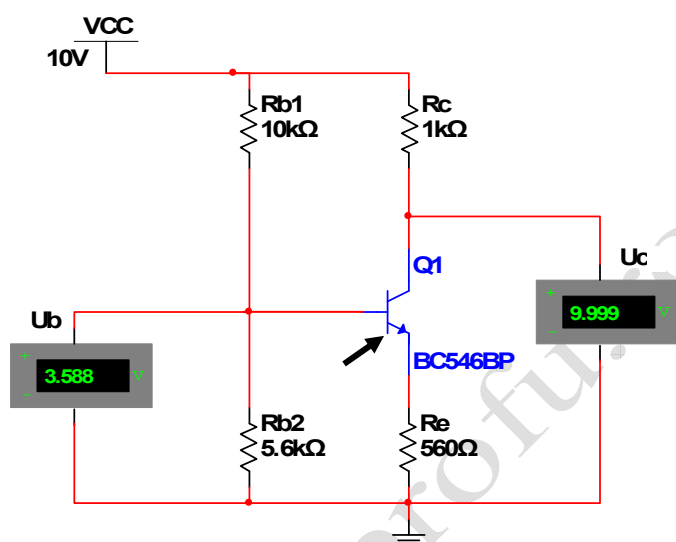 VCC
10V
Rb1
10kΩ
Rc
1kΩ
Q1
Uc
+
9.999 V
-
Ub
+
3.588 V
-
BC546BP
Rb2
5.6kΩ
Re
560Ω
profu.